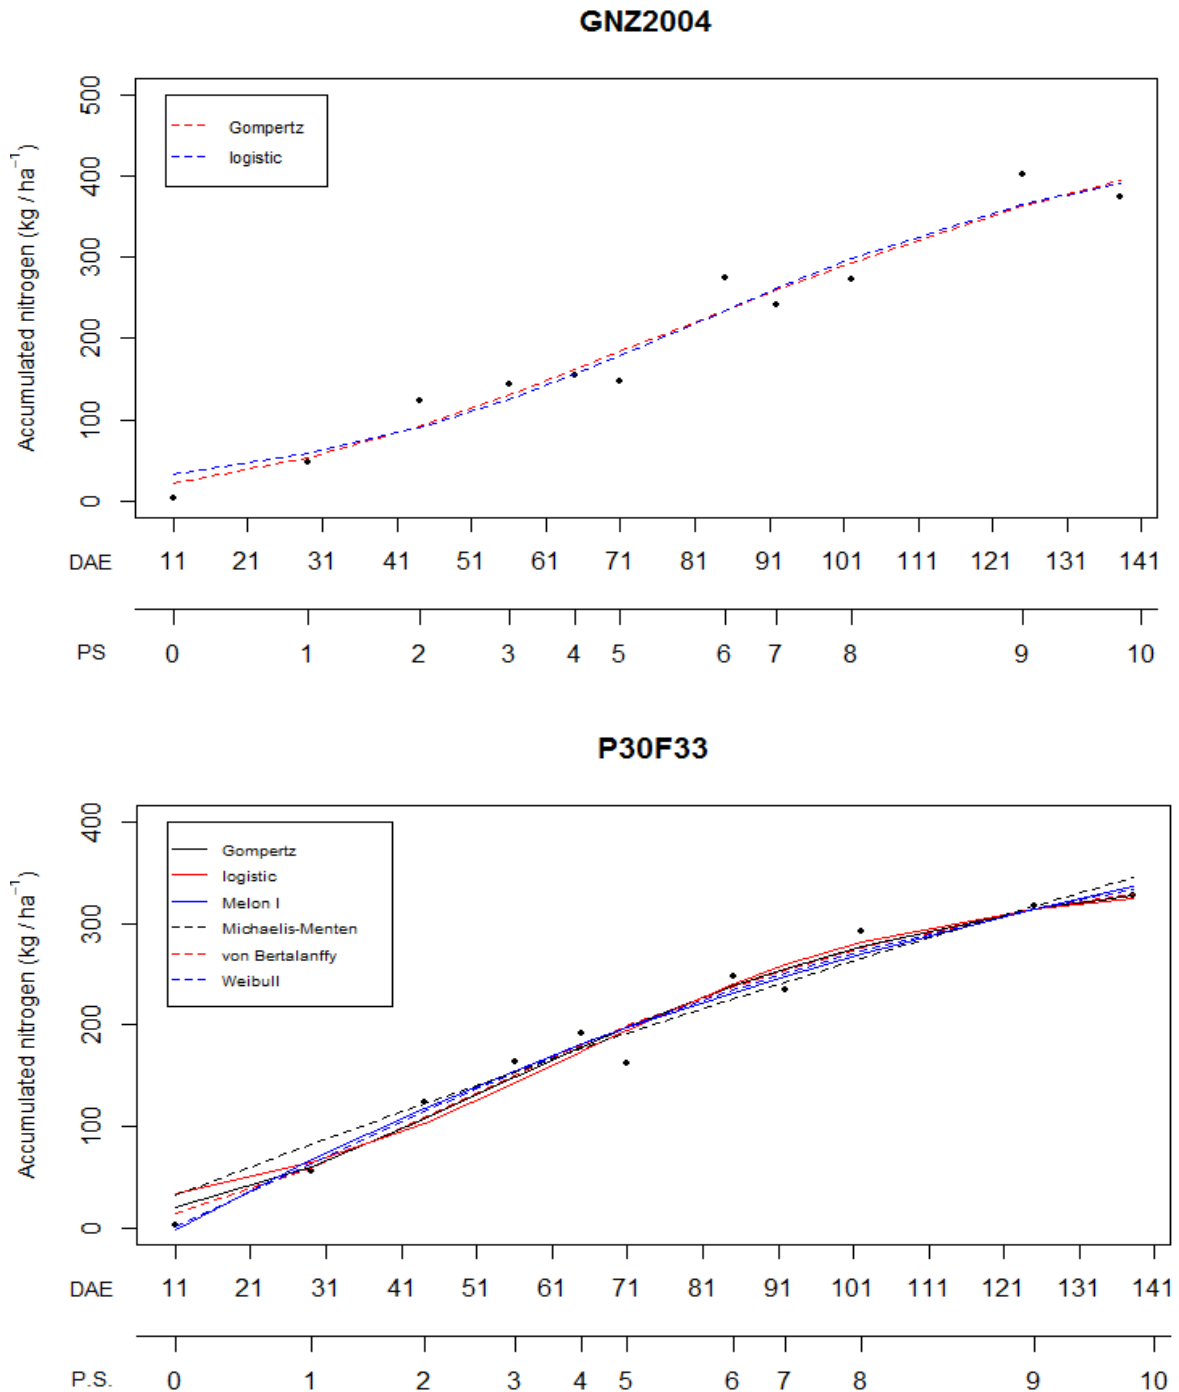 GNZ2004
Accumulated nitrogen (kg / ha⁻¹)
500
400
300
200
100
0
Gompertz
logistic
DAE 11 21 31 41 51 61 71 81 91 101 111 121 131 141
PS 0 1 2 3 4 5 6 7 8 9 10
P30F33
Accumulated nitrogen (kg / ha⁻¹)
400
300
200
100
0
Gompertz
logistic
Melon I
Michaelis-Menten
von Bertalanffy
Weibull
DAE 11 21 31 41 51 61 71 81 91 101 111 121 131 141
P.S. 0 1 2 3 4 5 6 7 8 9 10